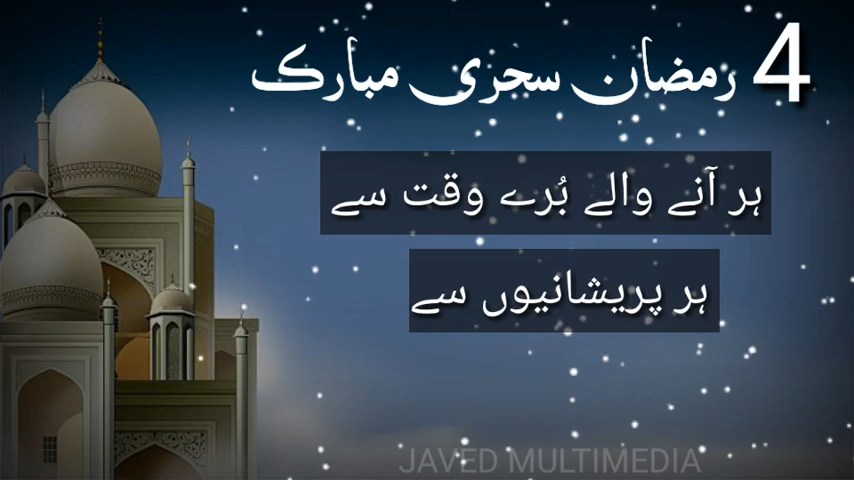 4 رمضان سحری مبارک
ہر آنے والے بُرے وقت سے
ہر پریشانیوں سے
JAVED MULTIMEDIA